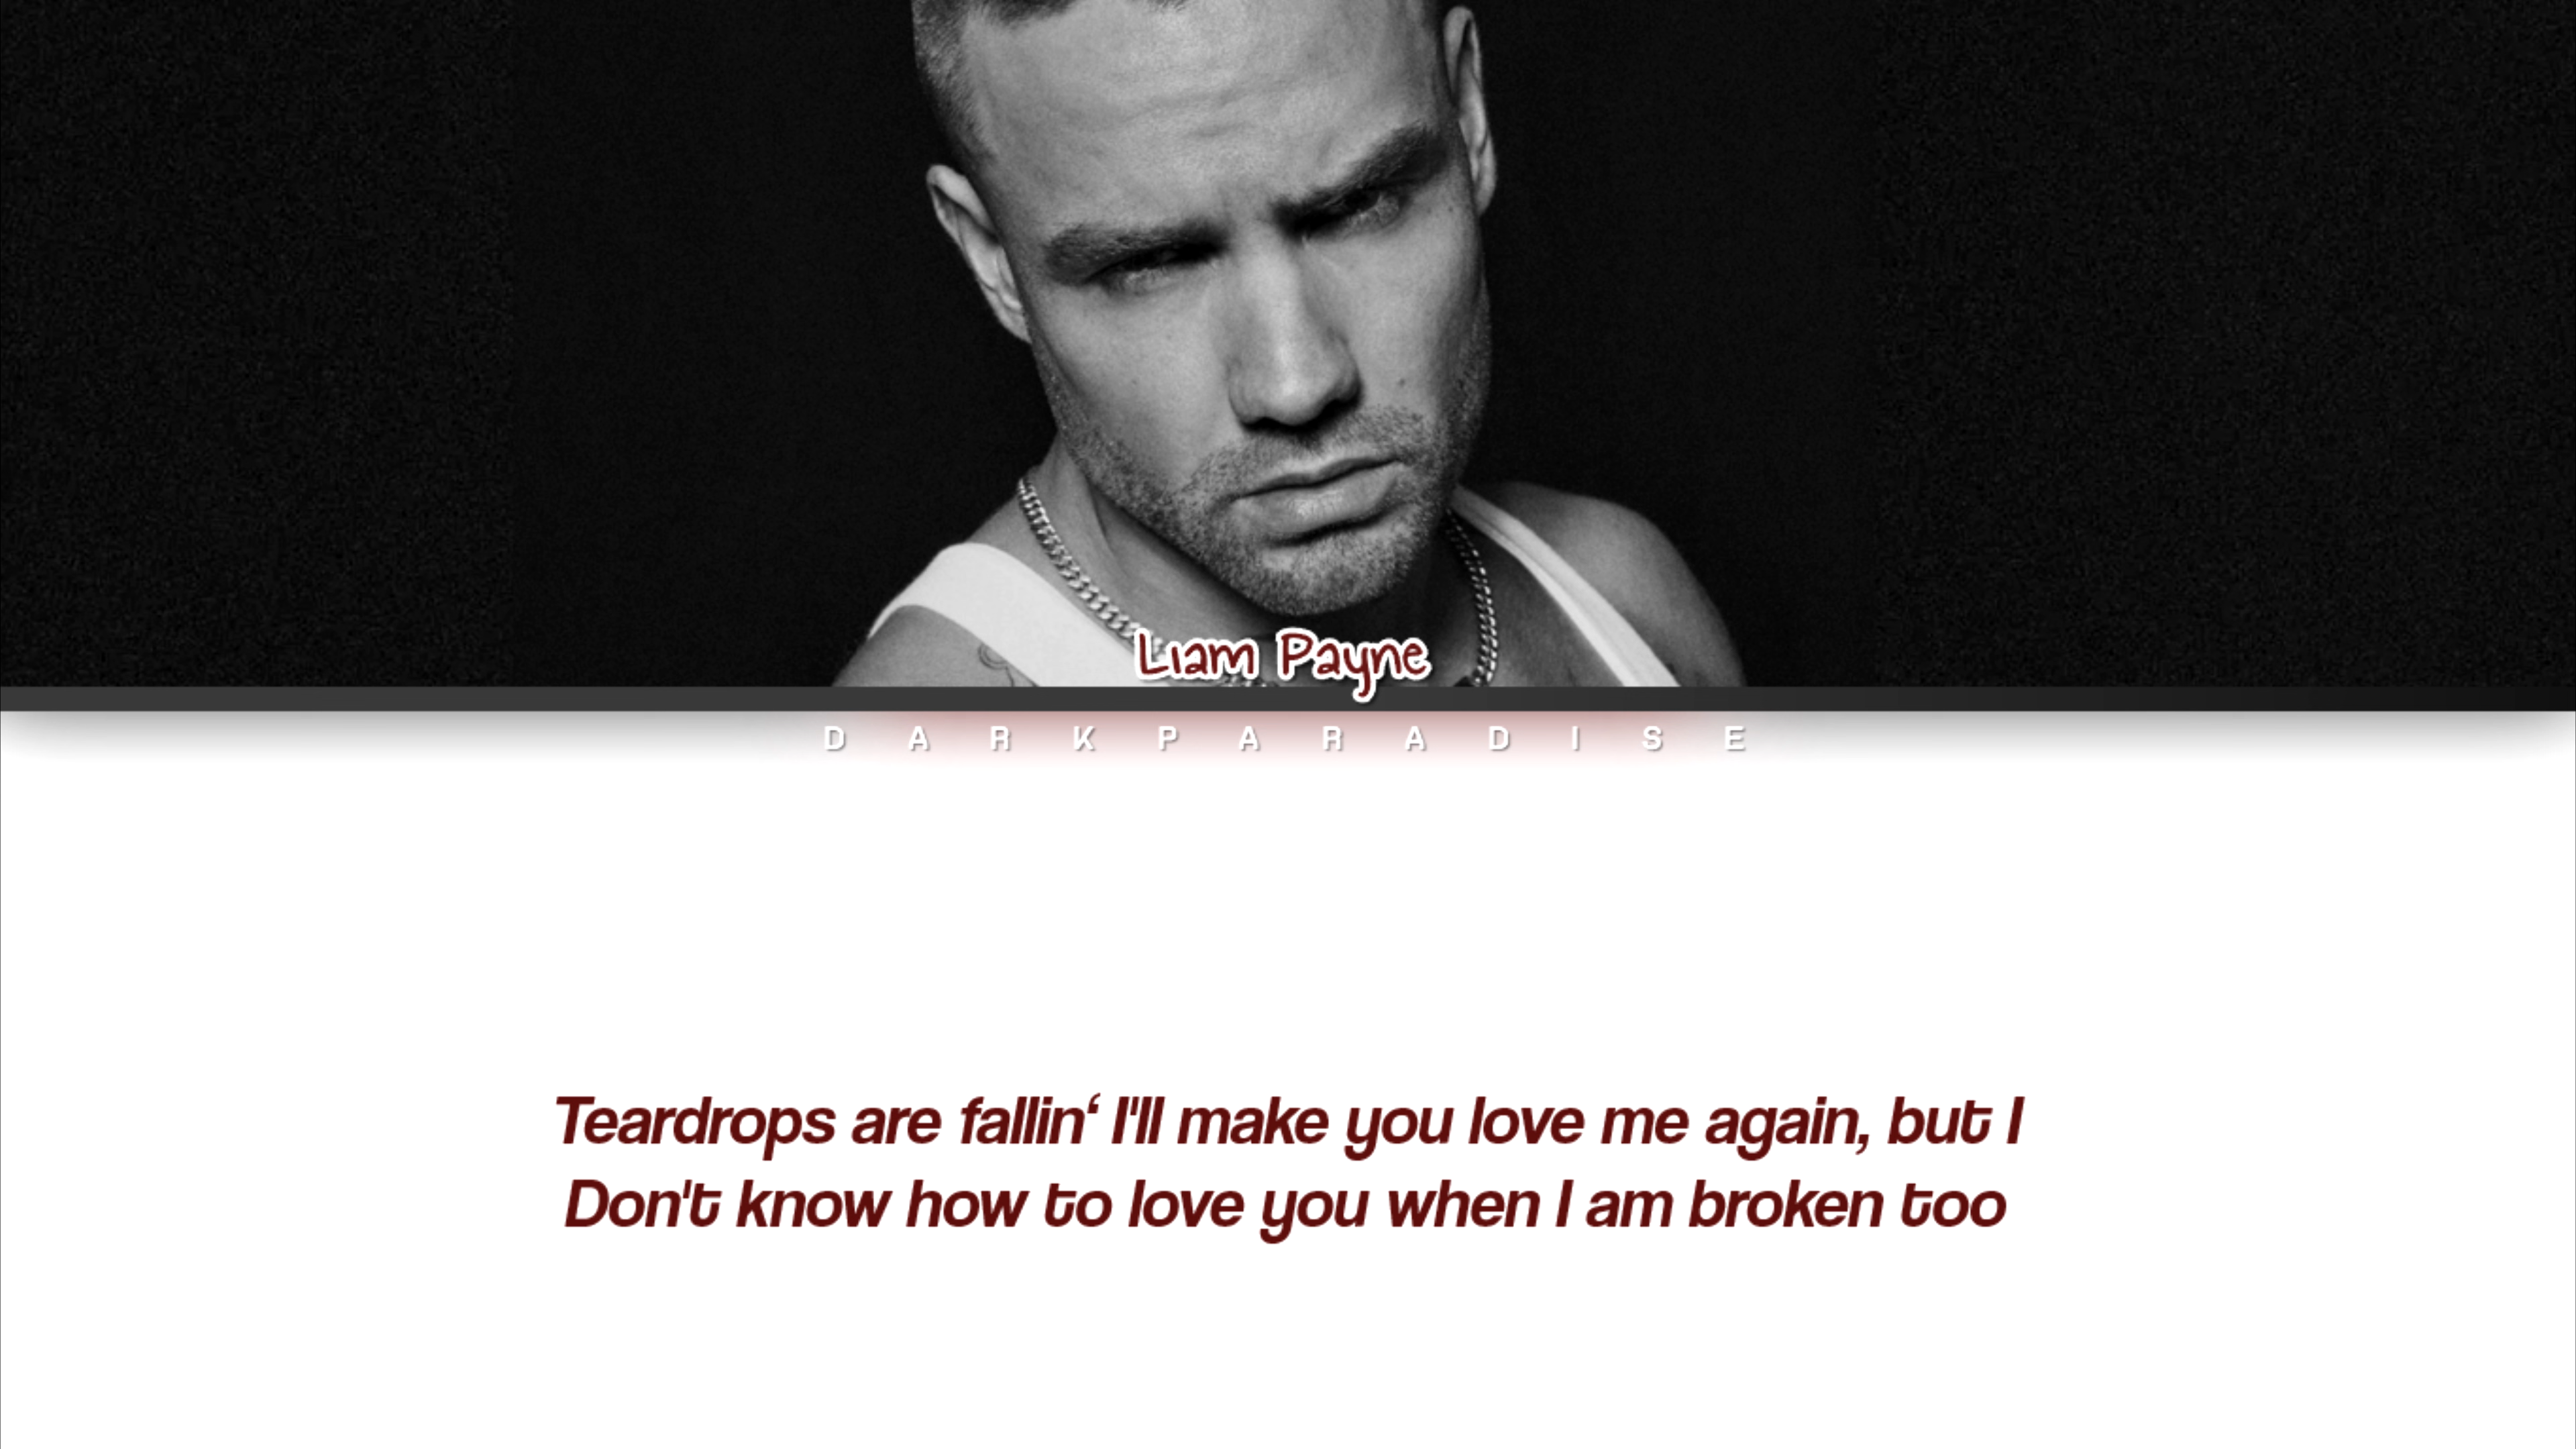 Liam Payne
DARKPARADISE
Teardrops are fallin‘ I'll make you love me again, but I
Don't know how to love you when I am broken too